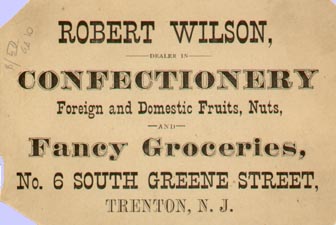 ROBERT WILSON,
DEALER IN
CONFECTIONERY
Foreign and Domestic Fruits, Nuts,
AND
Fancy Groceries,
No. 6 SOUTH GREENE STREET,
TRENTON, N. J.